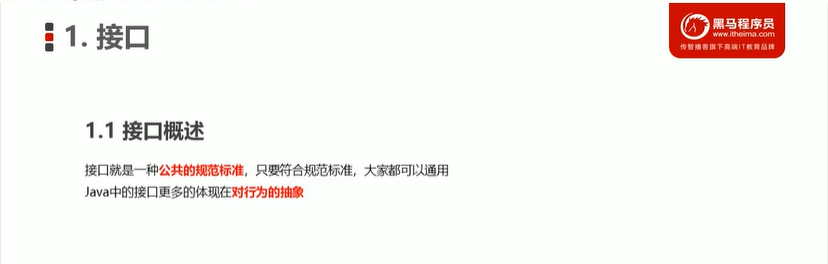 1. 接口
黑马程序员
www.itheima.com
传智播客旗下高端IT教育品牌
1.1 接口概述
接口就是一种公共的规范标准，只要符合规范标准，大家都可以通用
Java中的接口更多的体现在对行为的抽象